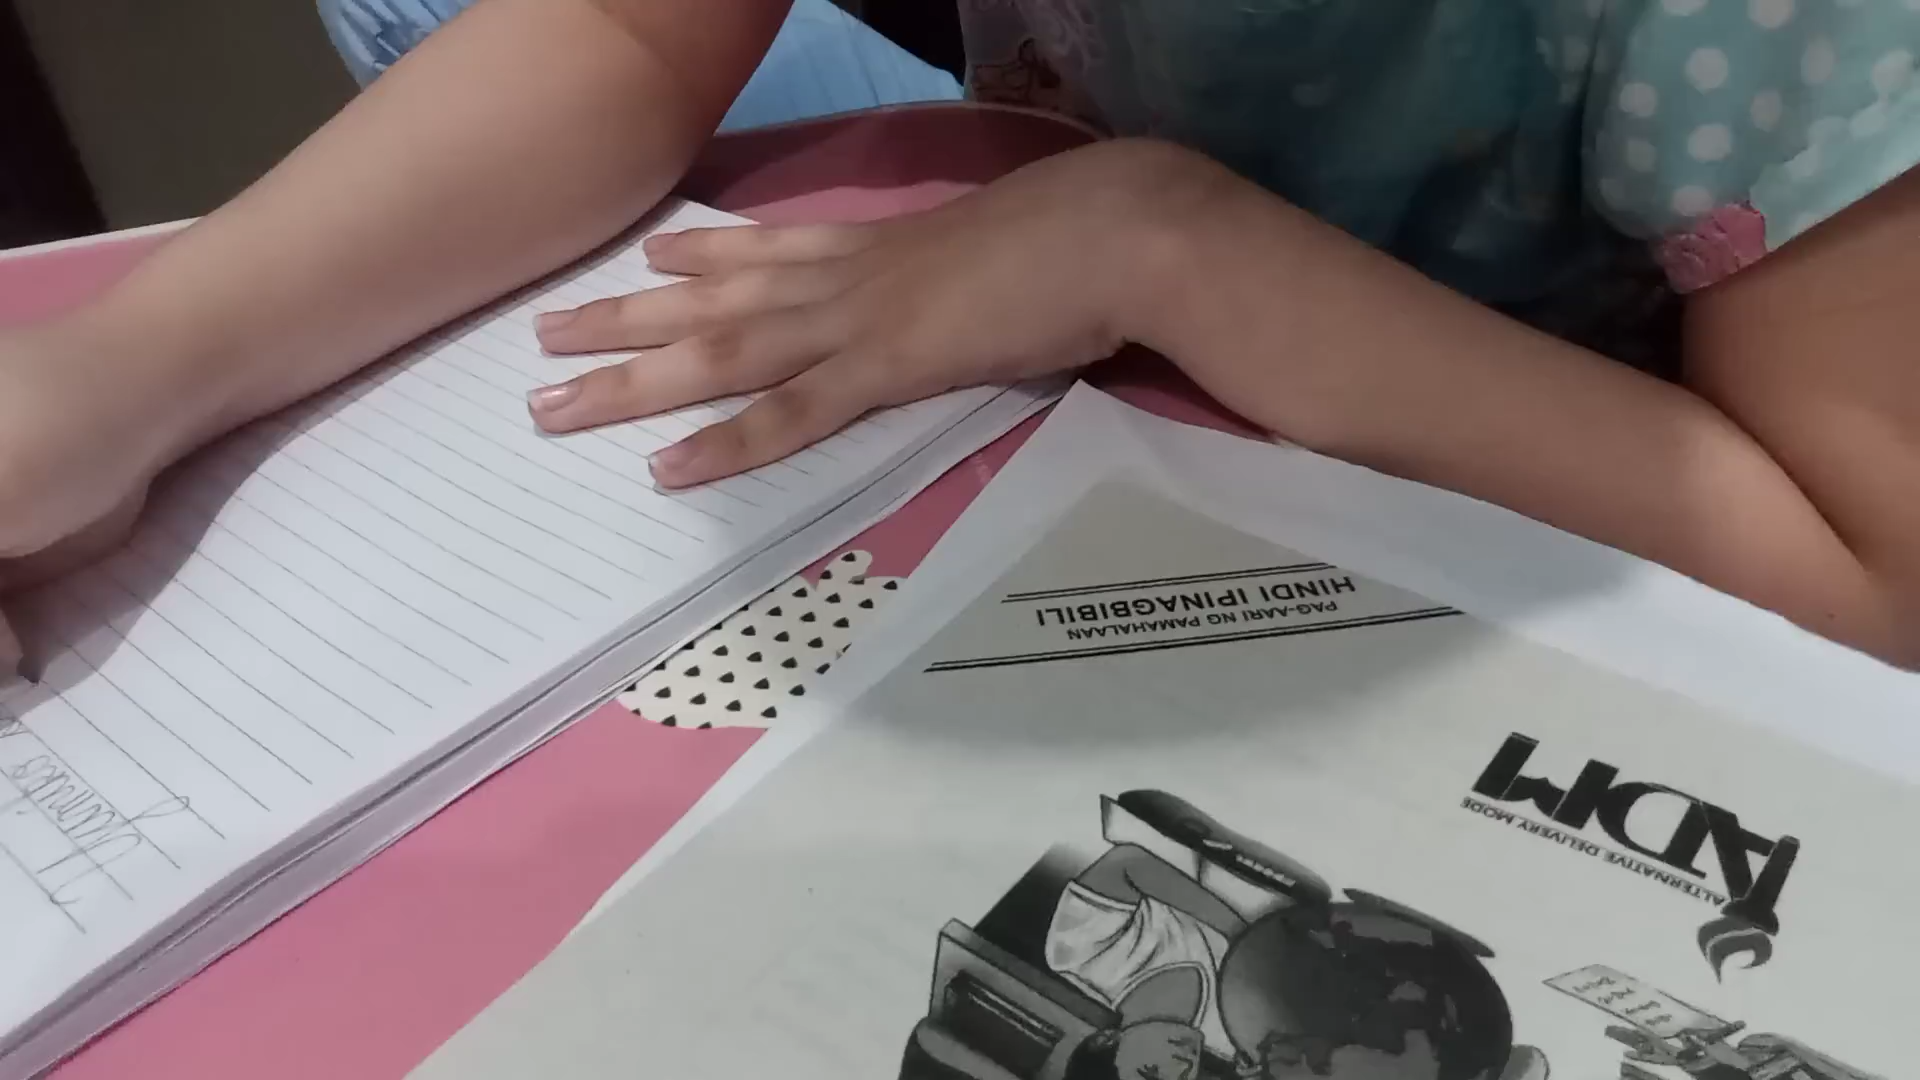 PAG-AARI NG PAMAHALAAN
HINDI IPINAGBIBILI
ADM
ALTERNATIVE DELIVERY MODE